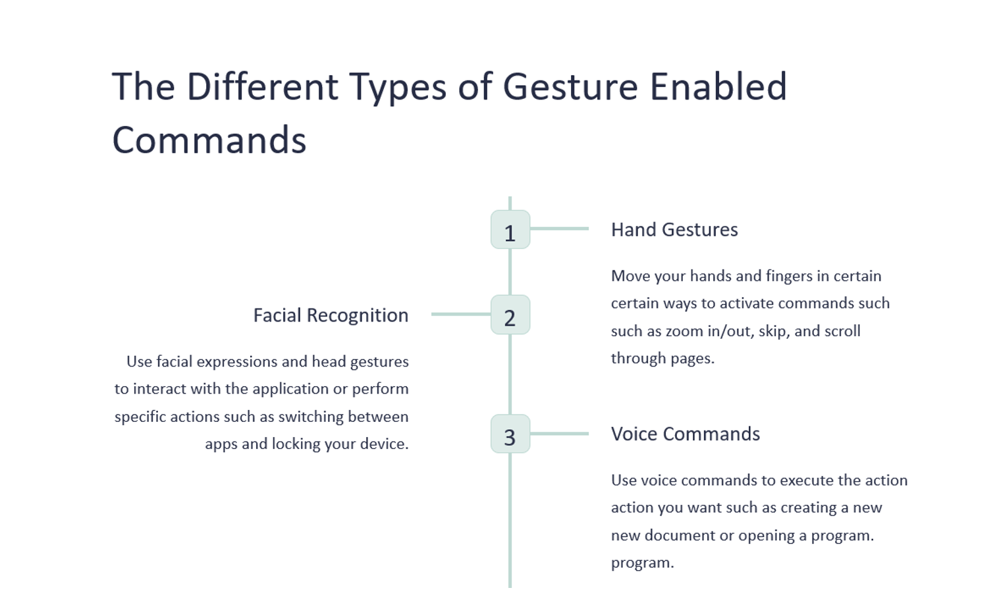 The Different Types of Gesture Enabled
Commands
1
Hand Gestures
Move your hands and fingers in certain
certain ways to activate commands such
such as zoom in/out, skip, and scroll
through pages.
2
Facial Recognition
Use facial expressions and head gestures
to interact with the application or perform
specific actions such as switching between
apps and locking your device.
3
Voice Commands
Use voice commands to execute the action
action you want such as creating a new
new document or opening a program.
program.